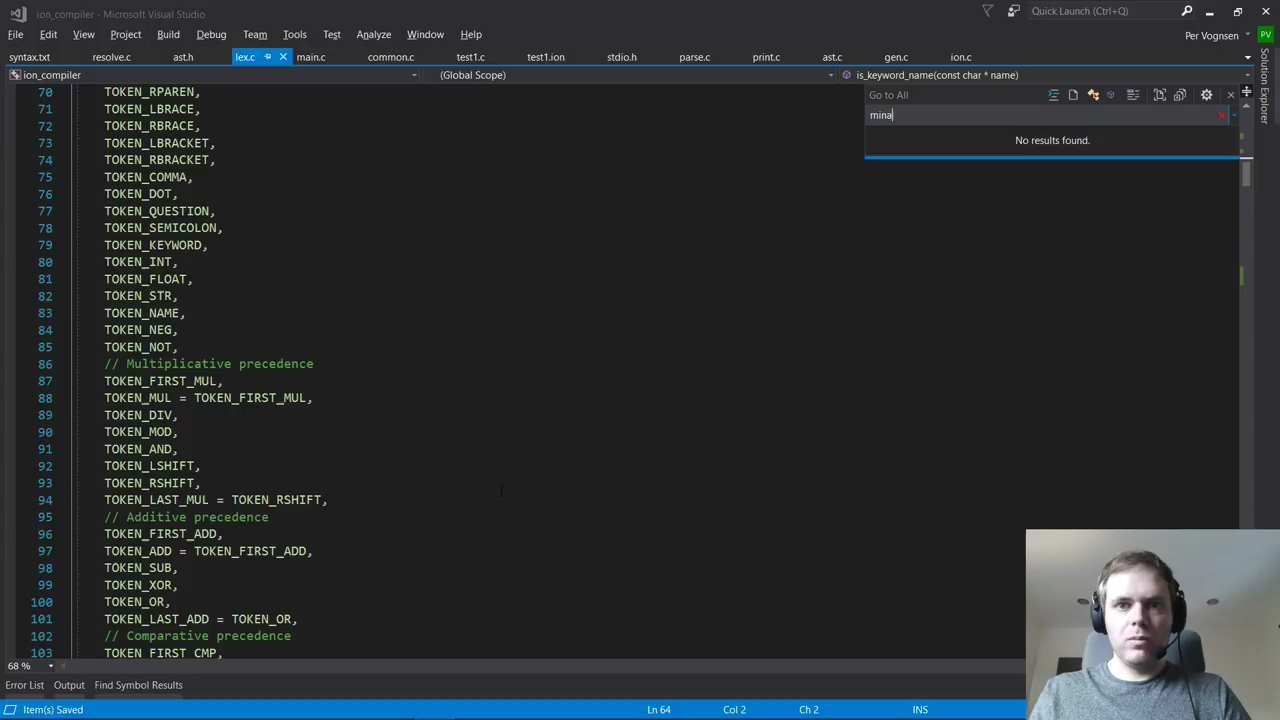 ion_compiler - Microsoft Visual Studio
Quick Launch (Ctrl+Q)
File Edit View Project Build Debug Team Tools Test Analyze Window Help
Per Vognsen PV
syntax.txt resolve.c ast.h lex.c main.c common.c test1.c test1.ion stdio.h parse.c print.c ast.c gen.c ion.c
Solution Explorer
ion_compiler (Global Scope) is_keyword_name(const char * name)
Go to All
mina
No results found.
70 TOKEN_RPAREN,
71 TOKEN_LBRACE,
72 TOKEN_RBRACE,
73 TOKEN_LBRACKET,
74 TOKEN_RBRACKET,
75 TOKEN_COMMA,
76 TOKEN_DOT,
77 TOKEN_QUESTION,
78 TOKEN_SEMICOLON,
79 TOKEN_KEYWORD,
80 TOKEN_INT,
81 TOKEN_FLOAT,
82 TOKEN_STR,
83 TOKEN_NAME,
84 TOKEN_NEG,
85 TOKEN_NOT,
86 // Multiplicative precedence
87 TOKEN_FIRST_MUL,
88 TOKEN_MUL = TOKEN_FIRST_MUL,
89 TOKEN_DIV,
90 TOKEN_MOD,
91 TOKEN_AND,
92 TOKEN_LSHIFT,
93 TOKEN_RSHIFT,
94 TOKEN_LAST_MUL = TOKEN_RSHIFT,
95 // Additive precedence
96 TOKEN_FIRST_ADD,
97 TOKEN_ADD = TOKEN_FIRST_ADD,
98 TOKEN_SUB,
99 TOKEN_XOR,
100 TOKEN_OR,
101 TOKEN_LAST_ADD = TOKEN_OR,
102 // Comparative precedence
103 TOKEN_FIRST_CMP,
68 %
Error List Output Find Symbol Results
Item(s) Saved Ln 64 Col 2 Ch 2 INS